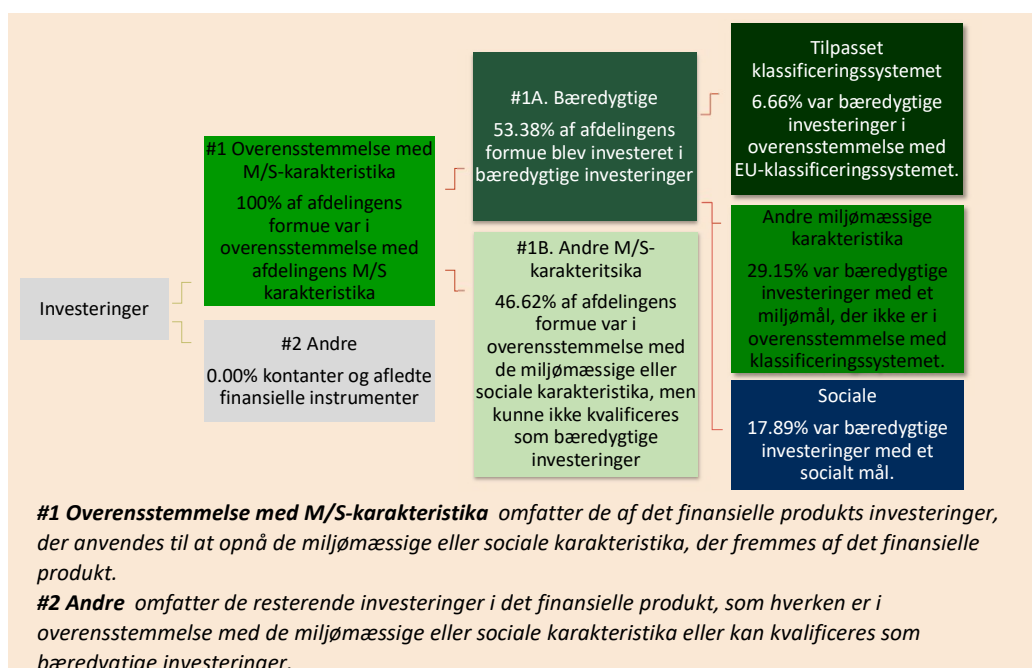 Investeringer
#1 Overensstemmelse med
M/S-karakteristika
100% af afdelingens
formue var i
overensstemmelse med
afdelingens M/S
karakteristika
#2 Andre
0.00% kontanter og afledte
finansielle instrumenter
#1A. Bæredygtige
53.38% af afdelingens
formue blev investeret i
bæredygtige investeringer
#1B. Andre M/S-
karakteritsika
46.62% af afdelingens
formue var i
overensstemmelse med
de miljømæssige eller
sociale karakteristika, men
kunne ikke kvalificeres
som bæredygtige
investeringer
Tilpasset
klassificeringssystemet
6.66% var bæredygtige
investeringer i
overensstemmelse med
EU-klassificeringssystemet.
Andre miljømæssige
karakteristika
29.15% var bæredygtige
investeringer med et
miljømål, der ikke er i
overensstemmelse med
klassificeringssystemet.
Sociale
17.89% var bæredygtige
investeringer med et
socialt mål.
#1 Overensstemmelse med M/S-karakteristika omfatter de af det finansielle produkts investeringer,
der anvendes til at opnå de miljømæssige eller sociale karakteristika, der fremmes af det finansielle
produkt.
#2 Andre omfatter de resterende investeringer i det finansielle produkt, som hverken er i
overensstemmelse med de miljømæssige eller sociale karakteristika eller kan kvalificeres som
bæredygtige investeringer.